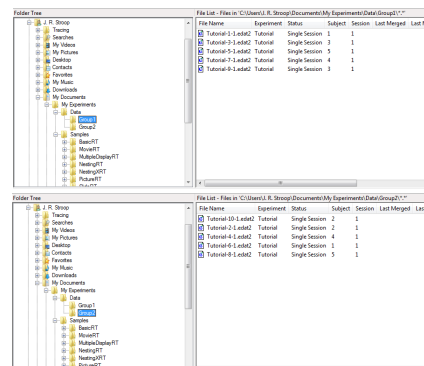 Folder Tree
J. R. Stroop
Tracing
Searches
My Videos
My Pictures
Desktop
Contacts
Favorites
My Music
Downloads
My Documents
My Experiments
Data
Group1
Group2
Samples
BasicRT
MovieRT
MultipleDisplayRT
NestingRT
NestingXRT
PictureRT
File List - Files in 'C:\Users\J. R. Stroop\Documents\My Experiments\Data\Group1\*.*'
File Name Experiment Status Subject Session Last Merged Last M
Tutorial-1-1.edat2 Tutorial Single Session 1 1
Tutorial-3-1.edat2 Tutorial Single Session 3 1
Tutorial-5-1.edat2 Tutorial Single Session 5 1
Tutorial-7-1.edat2 Tutorial Single Session 4 1
Tutorial-9-1.edat2 Tutorial Single Session 3 1
Folder Tree
J. R. Stroop
Tracing
Searches
My Videos
My Pictures
Desktop
Contacts
Favorites
My Music
Downloads
My Documents
My Experiments
Data
Group1
Group2
Samples
BasicRT
MovieRT
MultipleDisplayRT
NestingRT
NestingXRT
PictureRT
File List - Files in 'C:\Users\J. R. Stroop\Documents\My Experiments\Data\Group2\*.*'
File Name Experiment Status Subject Session Last Merged Las
Tutorial-10-1.edat2 Tutorial Single Session 2 1
Tutorial-2-1.edat2 Tutorial Single Session 2 1
Tutorial-4-1.edat2 Tutorial Single Session 4 1
Tutorial-6-1.edat2 Tutorial Single Session 1 1
Tutorial-8-1.edat2 Tutorial Single Session 5 1